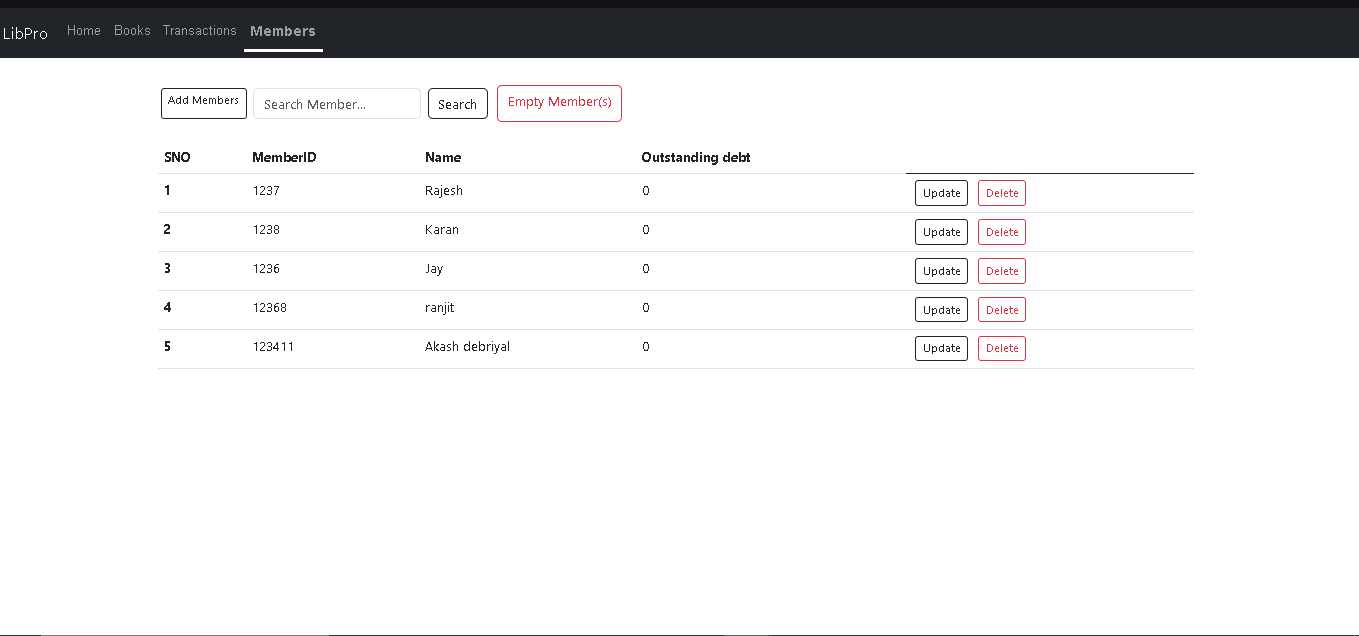 LibPro Home Books Transactions Members
Add Members Search Member... Search Empty Member(s)
SNO MemberID Name Outstanding debt
1 1237 Rajesh 0 Update Delete
2 1238 Karan 0 Update Delete
3 1236 Jay 0 Update Delete
4 12368 ranjit 0 Update Delete
5 123411 Akash debriyal 0 Update Delete